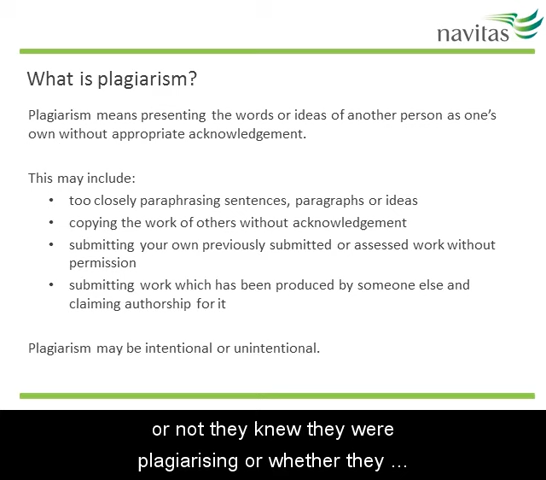 navitas
What is plagiarism?
Plagiarism means presenting the words or ideas of another person as one's
own without appropriate acknowledgement.
This may include:
• too closely paraphrasing sentences, paragraphs or ideas
• copying the work of others without acknowledgement
• submitting your own previously submitted or assessed work without
permission
• submitting work which has been produced by someone else and
claiming authorship for it
Plagiarism may be intentional or unintentional.
or not they knew they were
plagiarising or whether they ...